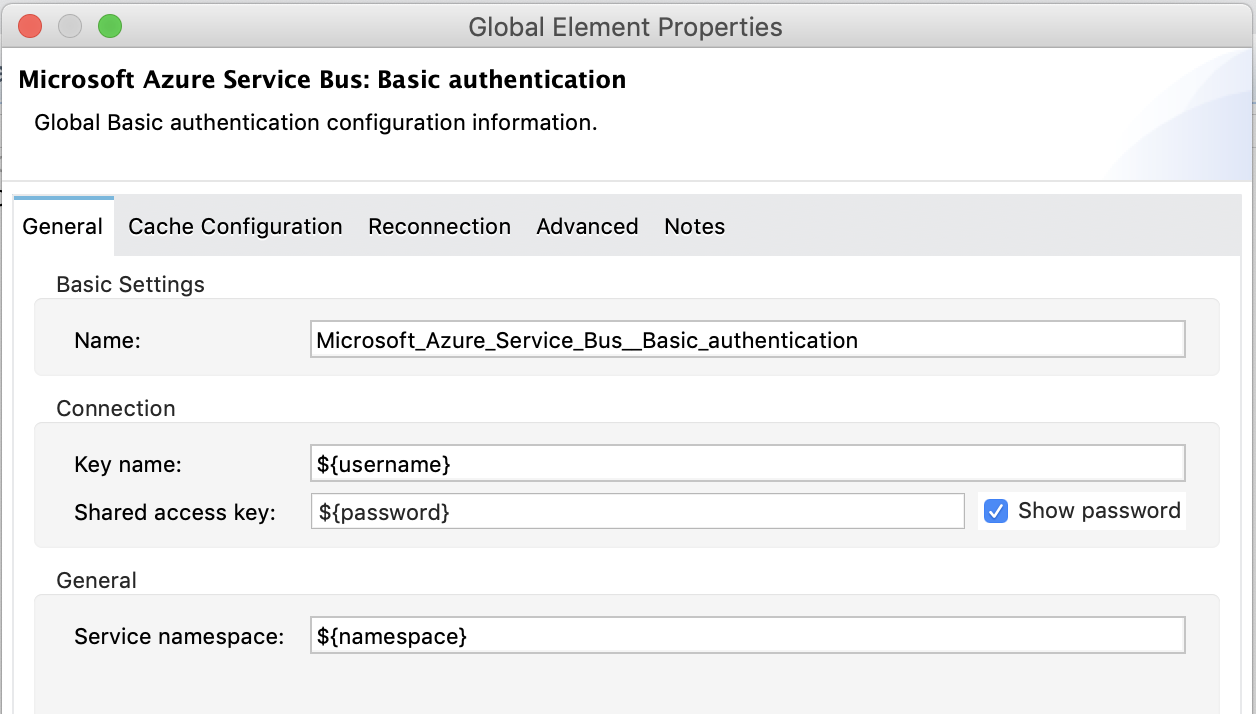 Global Element Properties
Microsoft Azure Service Bus: Basic authentication
Global Basic authentication configuration information.
General Cache Configuration Reconnection Advanced Notes
Basic Settings
Name: Microsoft_Azure_Service_Bus__Basic_authentication
Connection
Key name: ${username}
Shared access key: ${password} Show password
General
Service namespace: ${namespace}